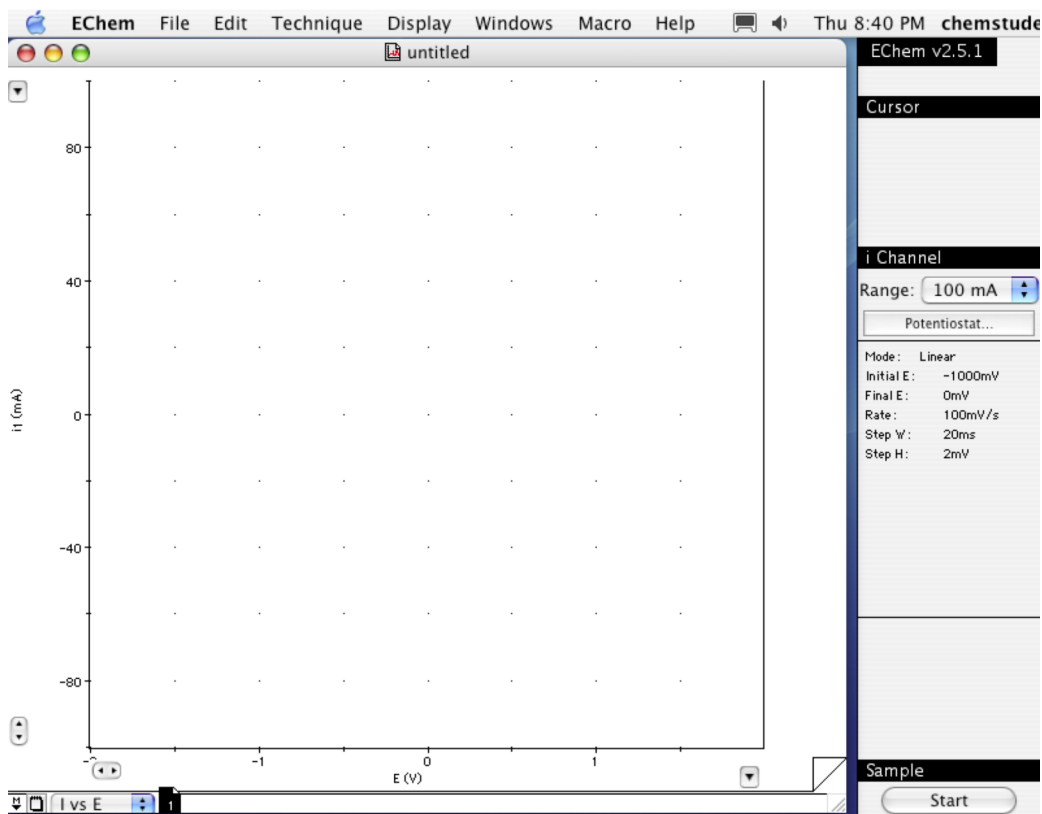 EChem File Edit Technique Display Windows Macro Help Thu 8:40 PM chemstude
untitled
EChem v2.5.1
Cursor
i Channel
Range: 100 mA
Potentiostat...
Mode: Linear
Initial E: -1000mV
Final E: 0mV
Rate: 100mV/s
Step W: 20ms
Step H: 2mV
80
40
0
-40
-80
i1 (mA)
-1 0 1
E (V)
Sample
Start
M I vs E 1